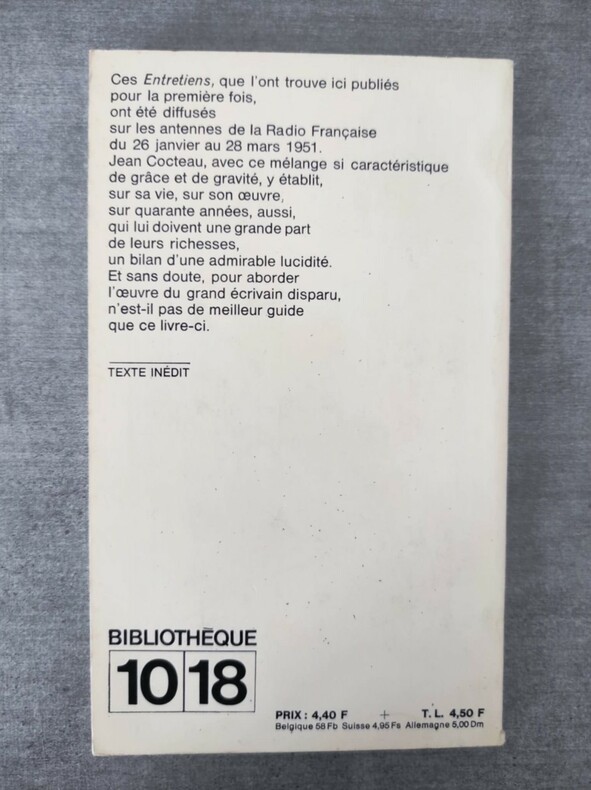 Ces Entretiens, que l'ont trouve ici publiés
pour la première fois,
ont été diffusés
sur les antennes de la Radio Française
du 26 janvier au 28 mars 1951.
Jean Cocteau, avec ce mélange si caractéristique
de grâce et de gravité, y établit,
sur sa vie, sur son œuvre,
sur quarante années, aussi,
qui lui doivent une grande part
de leurs richesses,
un bilan d'une admirable lucidité.
Et sans doute, pour aborder
l'œuvre du grand écrivain disparu,
n'est-il pas de meilleur guide
que ce livre-ci.
TEXTE INÉDIT
BIBLIOTHÈQUE
10 18
PRIX : 4,40 F + T. L. 4,50 F
Belgique 58 Fb Suisse 4,95 Fs Allemagne 5,00 Dm